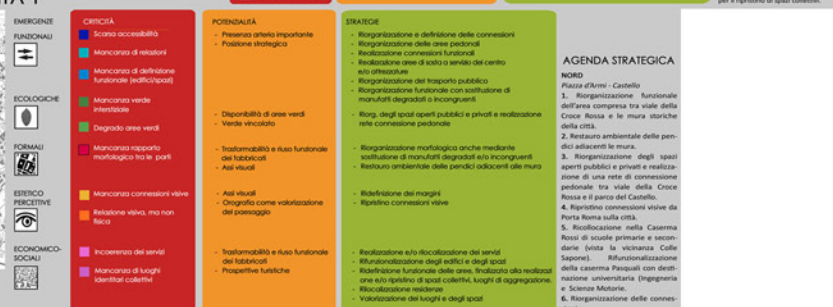 per il ripristino di spazi collettivi.
EMERGENZE
FUNZIONALI
ECOLOGICHE
FORMALI
ESTETICO
PERCETTIVE
ECONOMICO-
SOCIALI
CRITICITÀ
Scarsa accessibilità
Mancanza di relazioni
Mancanza di definizione
funzionale (edifici/spazi)
Mancanza verde
interstiziale
Degrado aree verdi
Mancanza rapporto
morfologico tra le parti
Mancanza connessioni visive
Relazione visiva, ma non
fisica
Incoerenza dei servizi
Mancanza di luoghi
identitari collettivi
POTENZIALITÀ
- Presenza arteria importante
- Posizione strategica
- Disponibilità di aree verdi
- Verde vincolato
- Trasformabilità e riuso funzionale
dei fabbricati
- Assi visuali
- Assi visuali
- Orografia come valorizzazione
del paesaggio
- Trasformabilità e riuso funzionale
dei fabbricati
- Prospettive turistiche
STRATEGIE
- Riorganizzazione e definizione delle connessioni
- Riorganizzazione delle aree pedonali
- Realizzazione connessioni funzionali
- Realizzazione aree di sosta a servizio del centro
e/o attrezzature
- Riorganizzazione del trasporto pubblico
- Riorganizzazione funzionale con sostituzione di
manufatti degradati o incongruenti
- Riorg. degli spazi aperti pubblici e privati e realizzazione
rete connessione pedonale
- Riorganizzazione morfologica anche mediante
sostituzione di manufatti degradati e/o incongruenti
- Restauro ambientale delle pendici adiacenti alle mura
- Ridefinizione dei margini
- Ripristino connessioni visive
- Realizzazione e/o rilocalizzazione dei servizi
- Rifunzionalizzazione degli edifici e degli spazi
- Ridefinizione funzionale delle aree, finalizzata alla realizzazi
one e/o ripristino di spazi collettivi, luoghi di aggregazione.
- Rilocalizzazione residenze
- Valorizzazione dei luoghi e degli spazi
AGENDA STRATEGICA
NORD
Piazza d'Armi - Castello
1. Riorganizzazione funzionale
dell'area compresa tra viale della
Croce Rossa e le mura storiche
della città.
2. Restauro ambientale delle pen-
dici adiacenti le mura.
3. Riorganizzazione degli spazi
aperti pubblici e privati e realizza-
zione di una rete di connessione
pedonale tra viale della Croce
Rossa e il parco del Castello.
4. Ripristino connessioni visive da
Porta Roma sulla città.
5. Ricollocazione nella Caserma
Rossi di scuole primarie e secon-
darie (vista la vicinanza Colle
Sapone). Rifunzionalizzazione
della caserma Pasquali con desti-
nazione universitaria (Ingegneria
e Scienze Motorie.
6. Riorganizzazione delle connes-